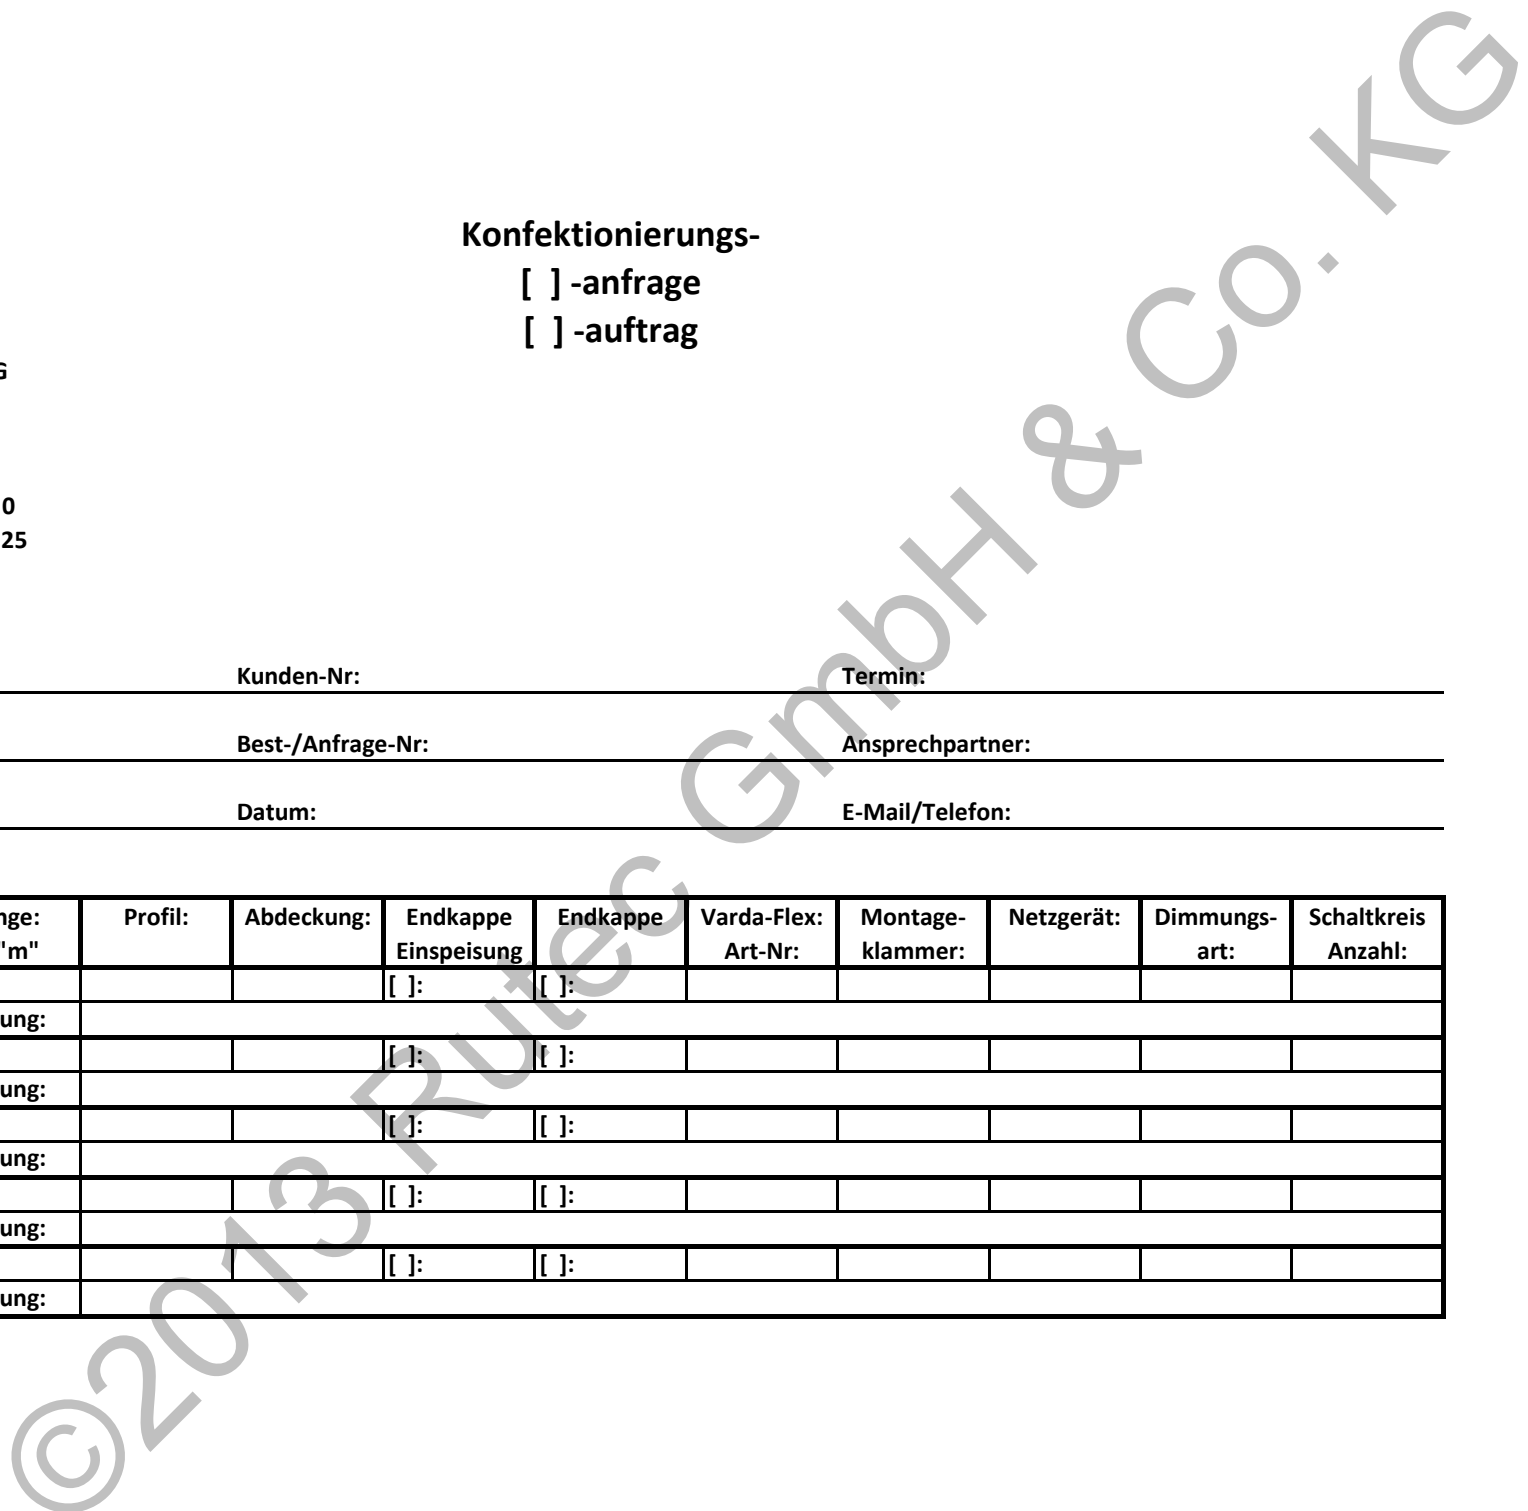 Konfektionierungs-
[ ] -anfrage
[ ] -auftrag
G
0
25
Kunden-Nr: Termin:
Best-/Anfrage-Nr: Ansprechpartner:
Datum: E-Mail/Telefon:
nge: Profil: Abdeckung: Endkappe Endkappe Varda-Flex: Montage- Netzgerät: Dimmungs- Schaltkreis
"m" Einspeisung Art-Nr: klammer: art: Anzahl:
[ ]: [ ]:
ung:
[ ]: [ ]:
ung:
[ ]: [ ]:
ung:
[ ]: [ ]:
ung:
[ ]: [ ]:
ung:
©2013 Rutec GmbH & Co. KG